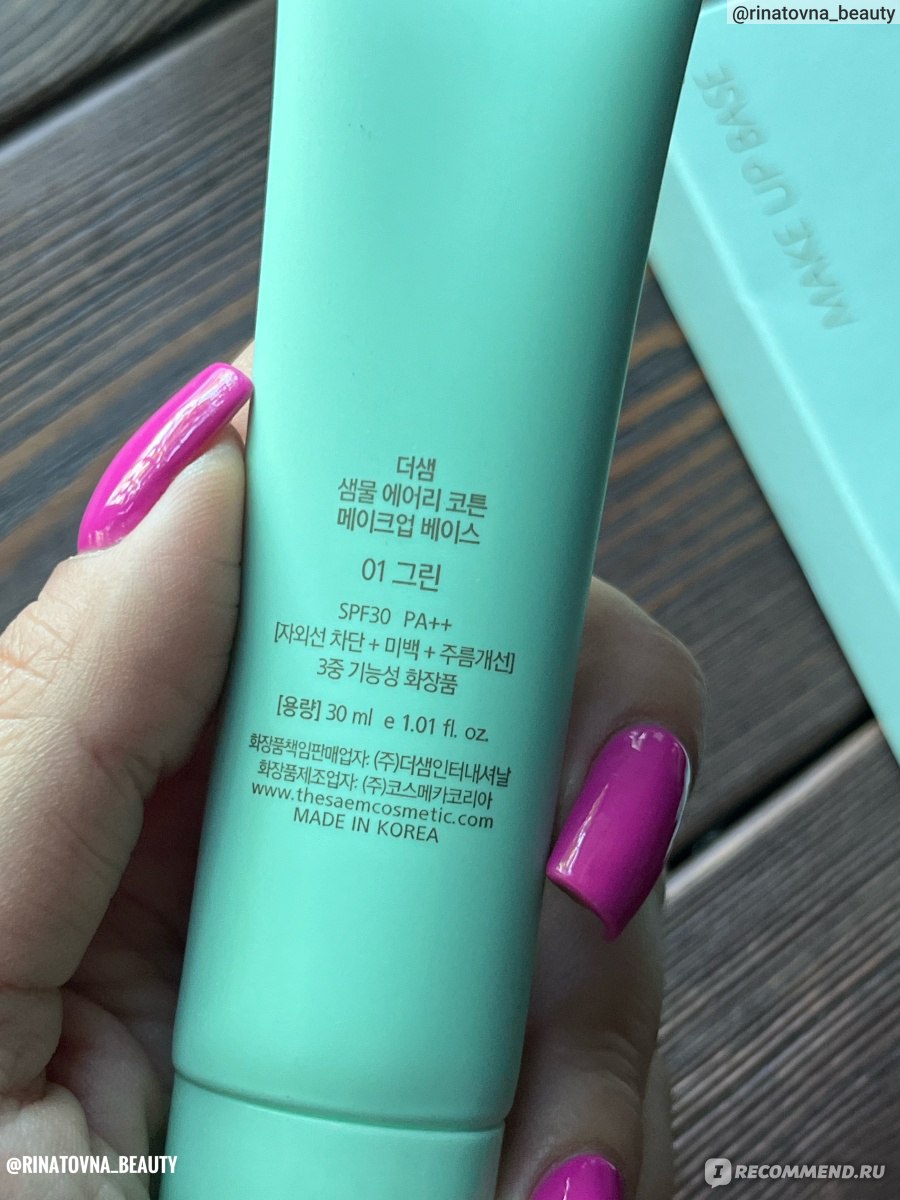 @rinatovna_beauty
MAKE UP BASE
더샘
샘물 에어리 코튼
메이크업 베이스
01 그린
SPF30 PA++
[자외선 차단 + 미백 + 주름개선]
3중 기능성 화장품
[용량] 30 ml e 1.01 fl. oz.
화장품책임판매업자: (주)더샘인터내셔날
화장품제조업자: (주)코스메카코리아
www.thesaemcosmetic.com
MADE IN KOREA
@RINATOVNA_BEAUTY
I RECOMMEND.RU